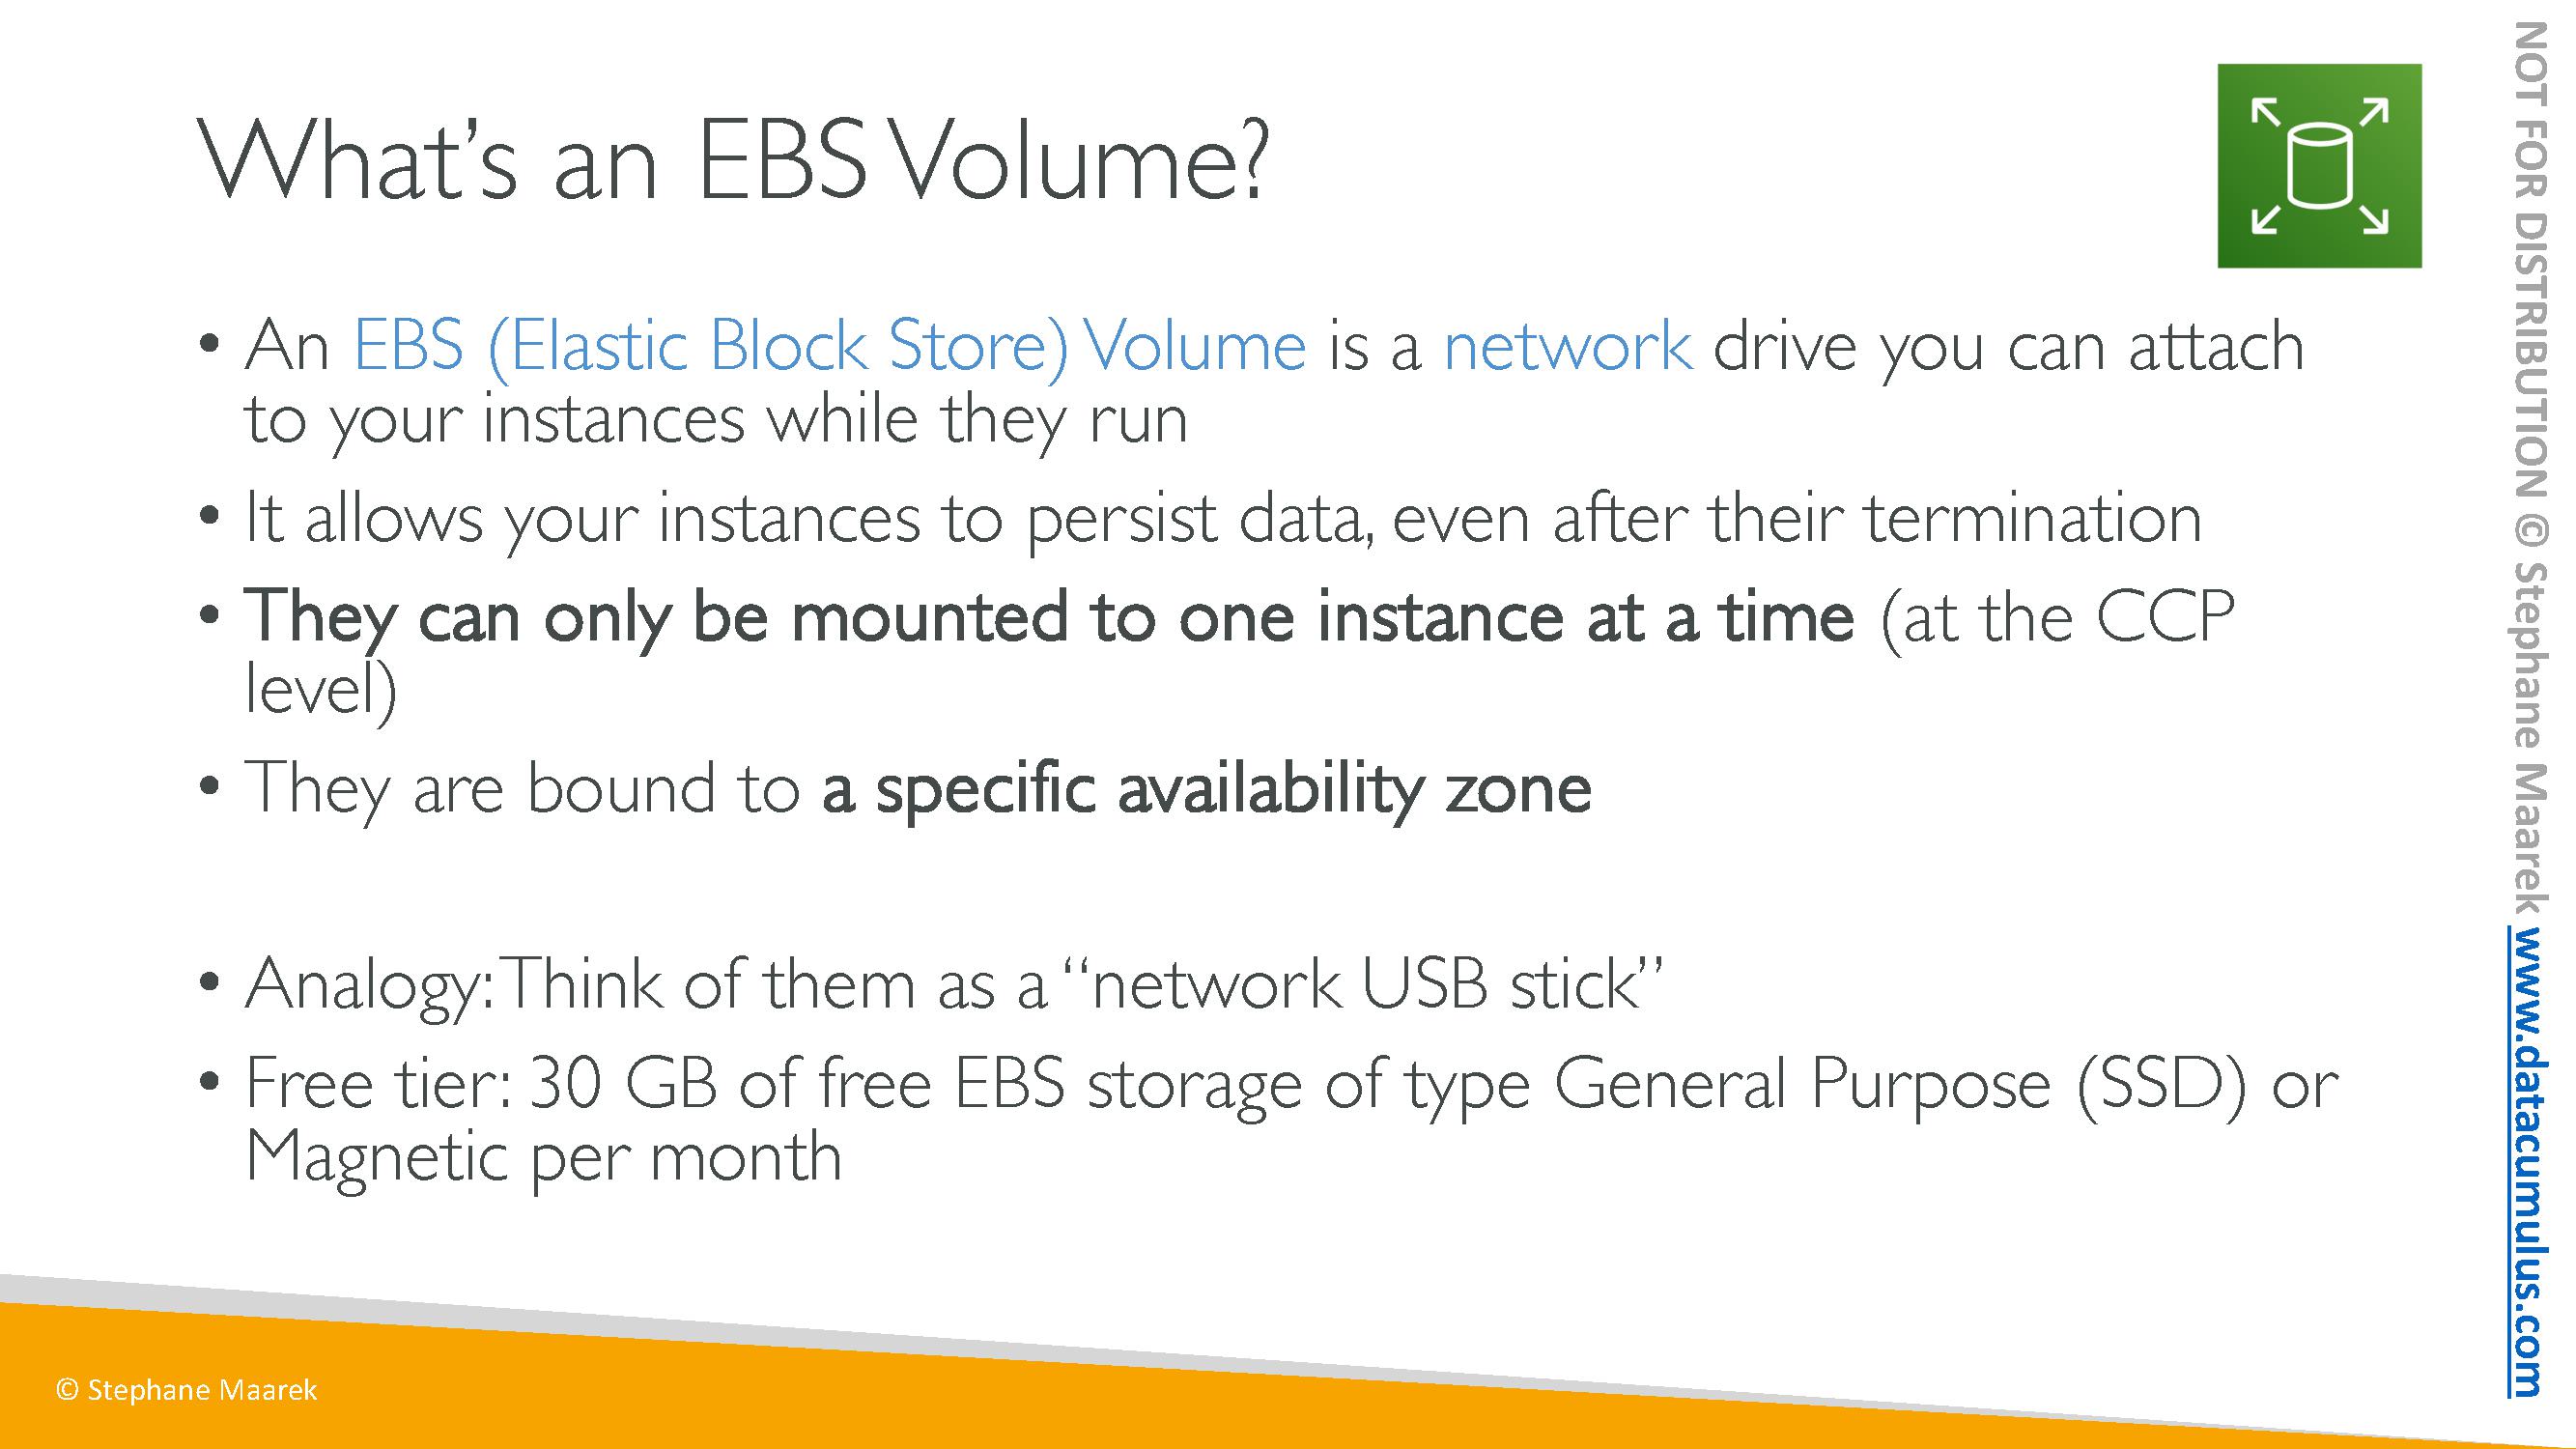 What’s an EBS Volume?
• An EBS (Elastic Block Store) Volume is a network drive you can attach
to your instances while they run
• It allows your instances to persist data, even after their termination
• They can only be mounted to one instance at a time (at the CCP
level)
• They are bound to a specific availability zone
• Analogy: Think of them as a “network USB stick”
• Free tier: 30 GB of free EBS storage of type General Purpose (SSD) or
Magnetic per month
© Stephane Maarek
NOT FOR DISTRIBUTION © Stephane Maarek www.datacumulus.com